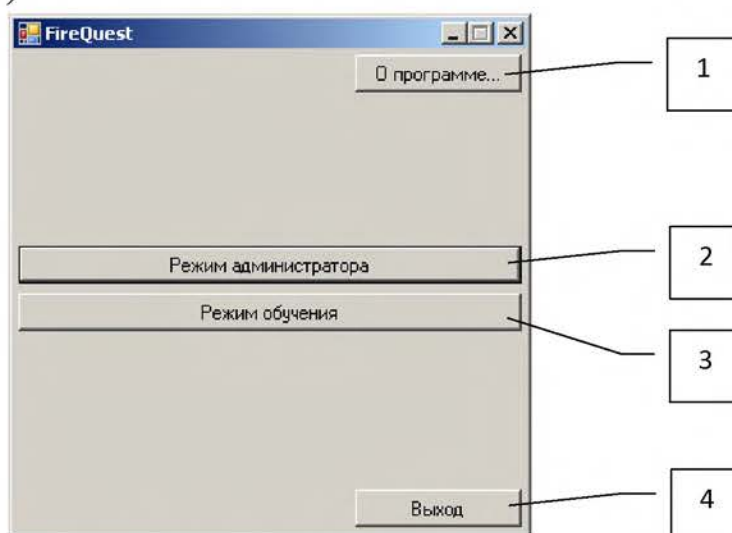 FireQuest
О программе...
1
Режим администратора
2
Режим обучения
3
Выход
4